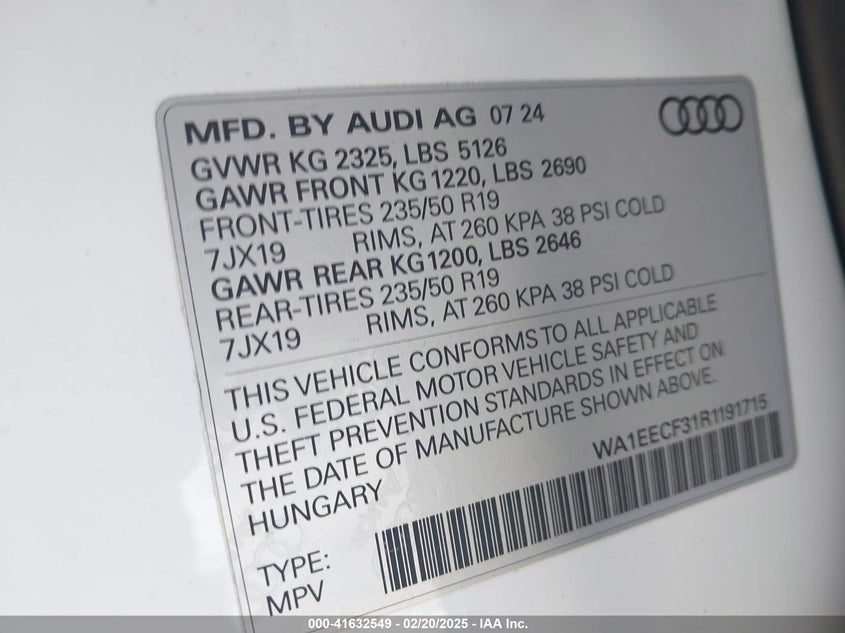 MFD. BY AUDI AG 07 24
GVWR KG 2325, LBS 5126
GAWR FRONT KG 1220, LBS 2690
FRONT-TIRES 235/50 R19
7JX19 RIMS, AT 260 KPA 38 PSI COLD
GAWR REAR KG 1200, LBS 2646
REAR-TIRES 235/50 R19
7JX19 RIMS, AT 260 KPA 38 PSI COLD
THIS VEHICLE CONFORMS TO ALL APPLICABLE
U.S. FEDERAL MOTOR VEHICLE SAFETY AND
THEFT PREVENTION STANDARDS IN EFFECT ON
THE DATE OF MANUFACTURE SHOWN ABOVE.
HUNGARY WA1EECF31R1191715
TYPE:
MPV
000-41632549 - 02/20/2025 - IAA Inc.